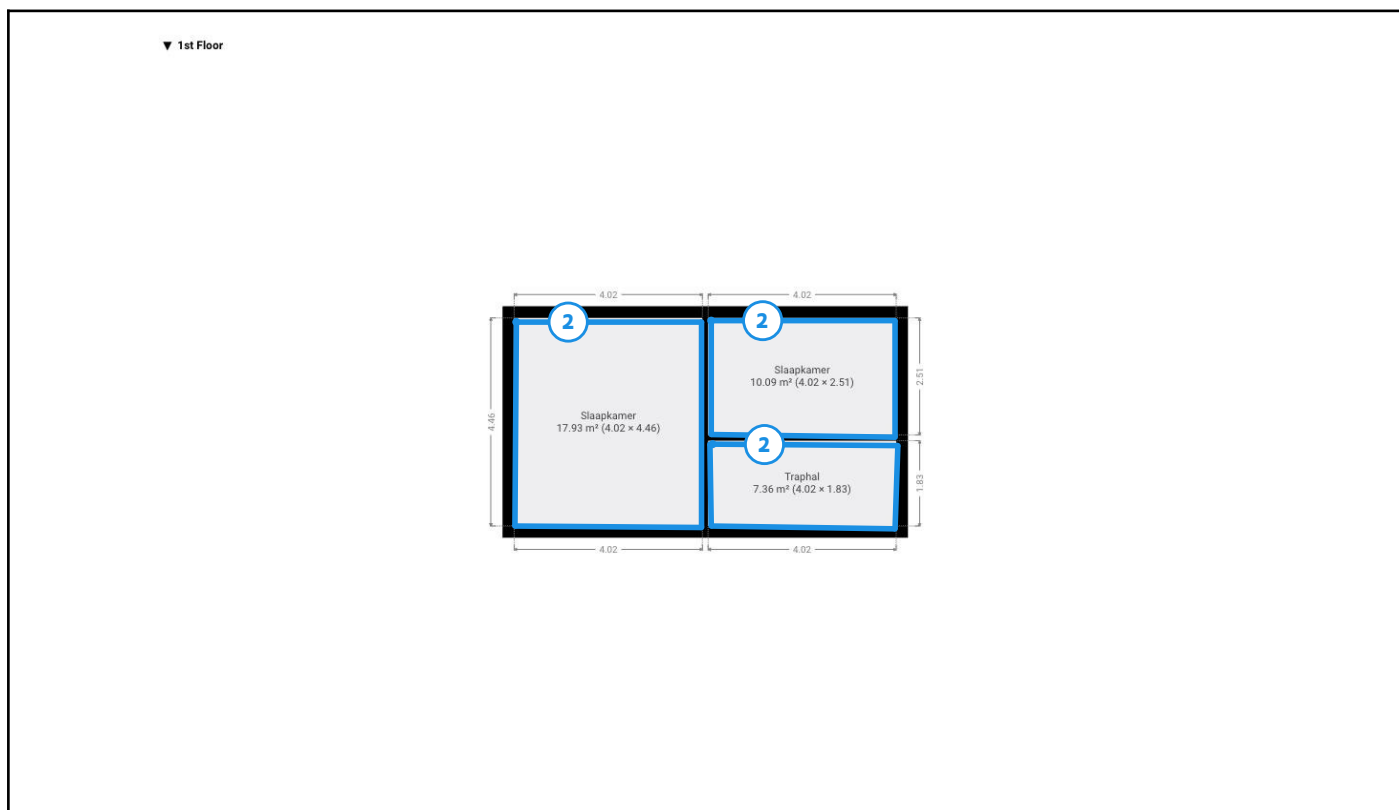 ▼ 1st Floor
4.02
4.02
2
2
4.46
2.51
Slaapkamer
10.09 m² (4.02 × 2.51)
Slaapkamer
17.93 m² (4.02 × 4.46)
2
Traphal
7.36 m² (4.02 × 1.83)
1.83
4.02
4.02